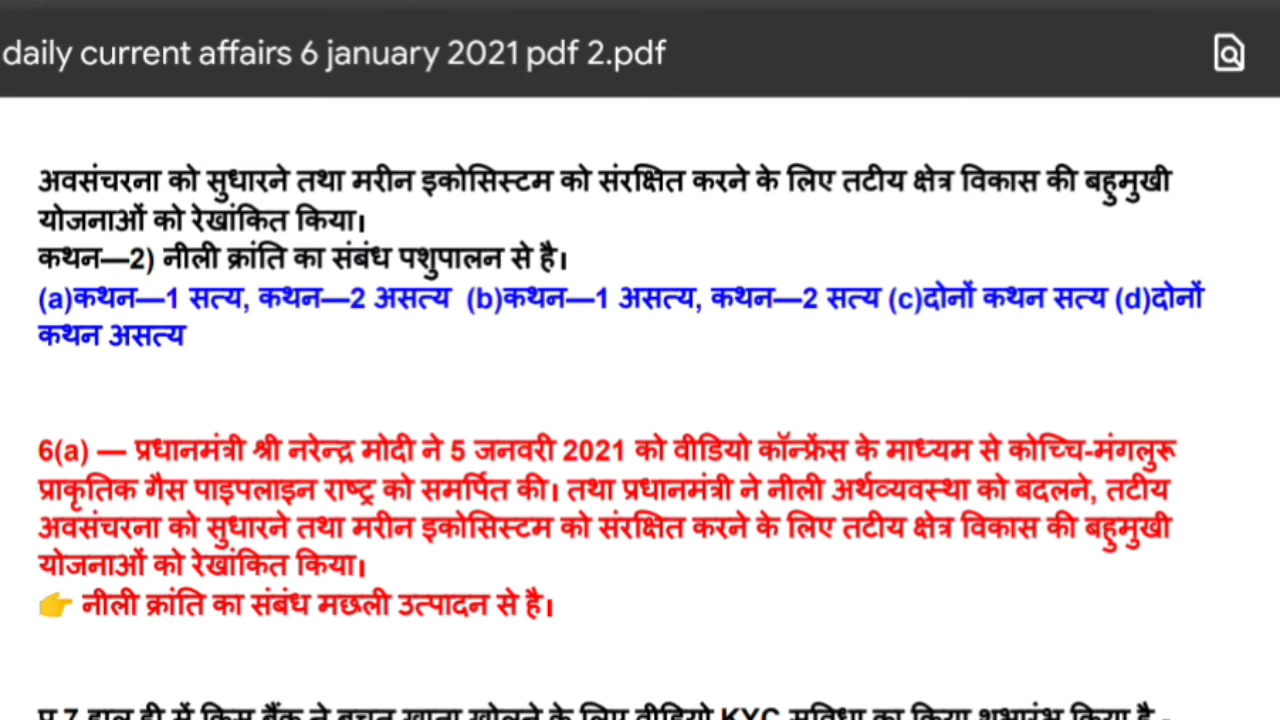 daily current affairs 6 january 2021 pdf 2.pdf
अवसंचरना को सुधारने तथा मरीन इकोसिस्टम को संरक्षित करने के लिए तटीय क्षेत्र विकास की बहुमुखी
योजनाओं को रेखांकित किया।
कथन—2) नीली क्रांति का संबंध पशुपालन से है।
(a)कथन—1 सत्य, कथन—2 असत्य (b)कथन—1 असत्य, कथन—2 सत्य (c)दोनों कथन सत्य (d)दोनों
कथन असत्य
6(a) — प्रधानमंत्री श्री नरेन्द्र मोदी ने 5 जनवरी 2021 को वीडियो कॉन्फ्रेंस के माध्यम से कोच्चि-मंगलुरू
प्राकृतिक गैस पाइपलाइन राष्ट्र को समर्पित की। तथा प्रधानमंत्री ने नीली अर्थव्यवस्था को बदलने, तटीय
अवसंचरना को सुधारने तथा मरीन इकोसिस्टम को संरक्षित करने के लिए तटीय क्षेत्र विकास की बहुमुखी
योजनाओं को रेखांकित किया।
👉 नीली क्रांति का संबंध मछली उत्पादन से है।
प्र.7 हाल ही में किस बैंक ने बचत खाता खोलने के लिए वीडियो KYC सुविधा का किया शुभारंभ किया है -